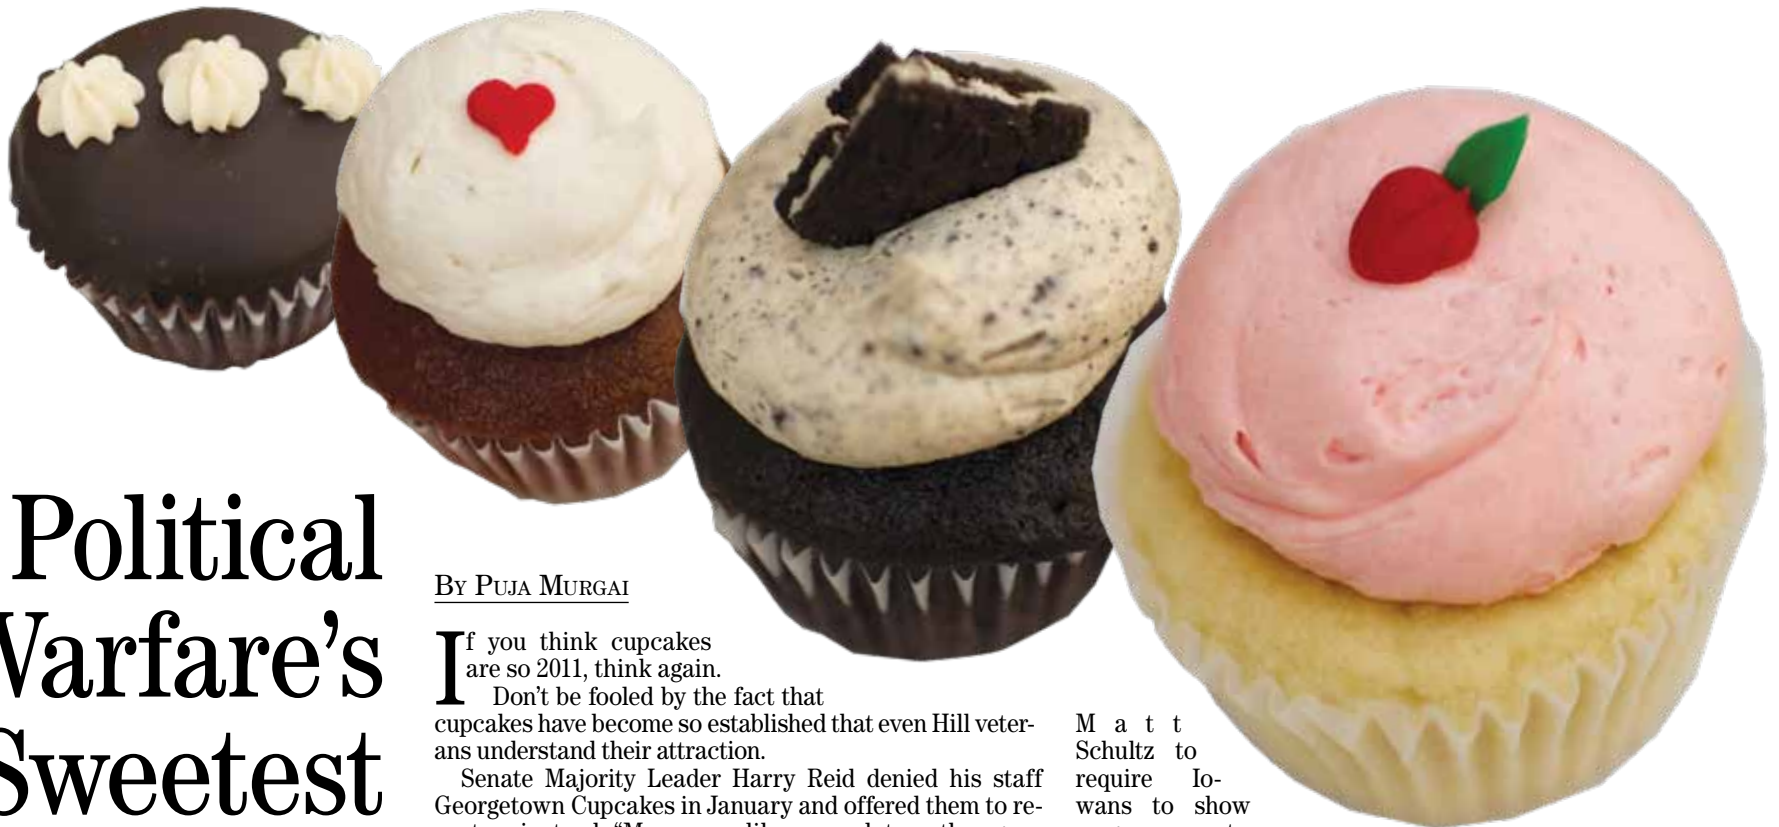 Political
Warfare's
Sweetest
BY PUJA MURGAI
If you think cupcakes
are so 2011, think again.
Don't be fooled by the fact that
cupcakes have become so established that even Hill veter-
ans understand their attraction.
Senate Majority Leader Harry Reid denied his staff
Georgetown Cupcakes in January and offered them to re-
Matt
Schultz to
require Io-
wans to show